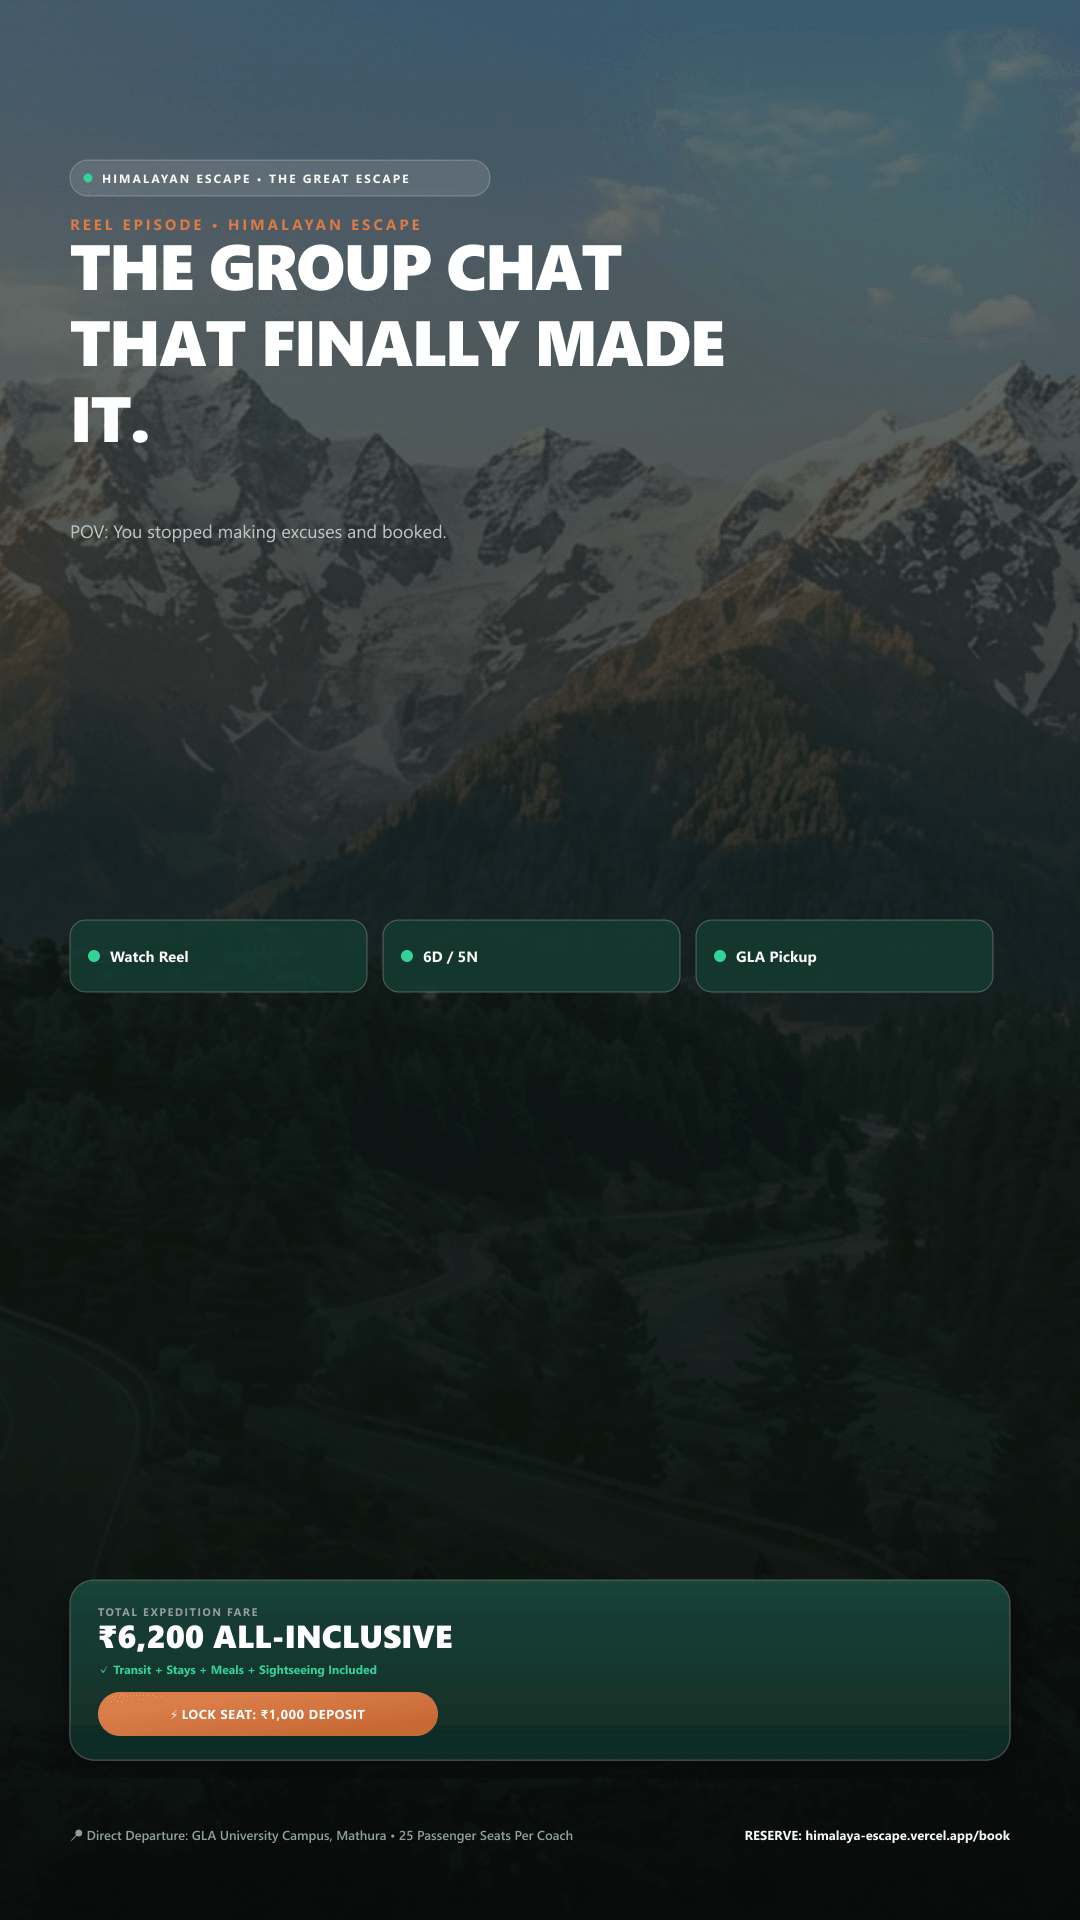 HIMALAYAN ESCAPE • THE GREAT ESCAPE
REEL EPISODE • HIMALAYAN ESCAPE
THE GROUP CHAT
THAT FINALLY MADE
IT.
POV: You stopped making excuses and booked.
Watch Reel
6D / 5N
GLA Pickup
TOTAL EXPEDITION FARE
₹6,200 ALL-INCLUSIVE
✓ Transit + Stays + Meals + Sightseeing Included
⚡ LOCK SEAT: ₹1,000 DEPOSIT
📍 Direct Departure: GLA University Campus, Mathura • 25 Passenger Seats Per Coach
RESERVE: himalaya-escape.vercel.app/book